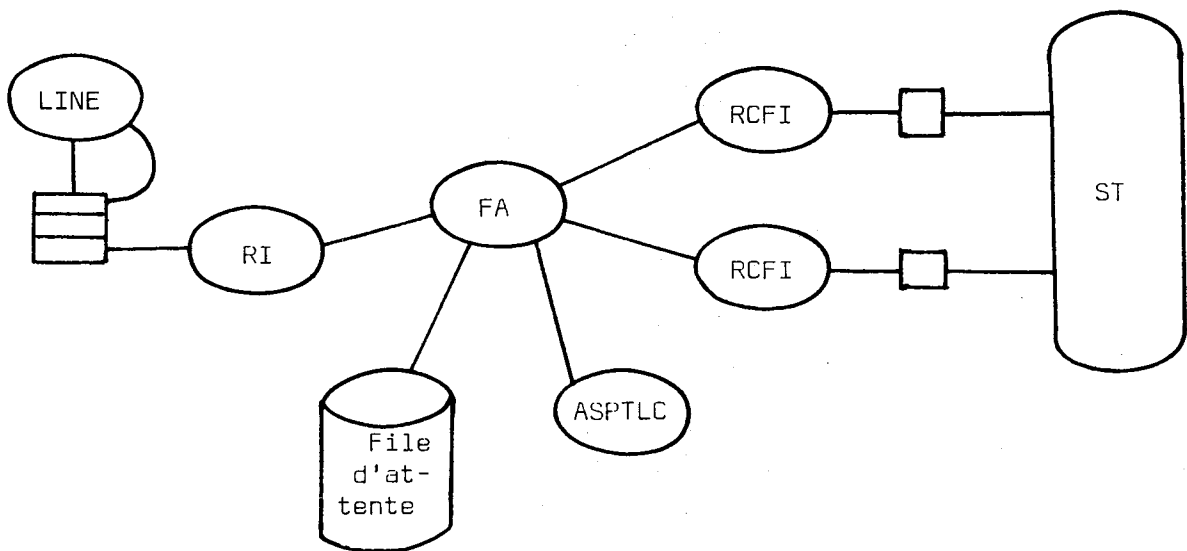 LINE
RCFI
ST
FA
RI
RCFI
ASPTLC
File
d'at-
tente